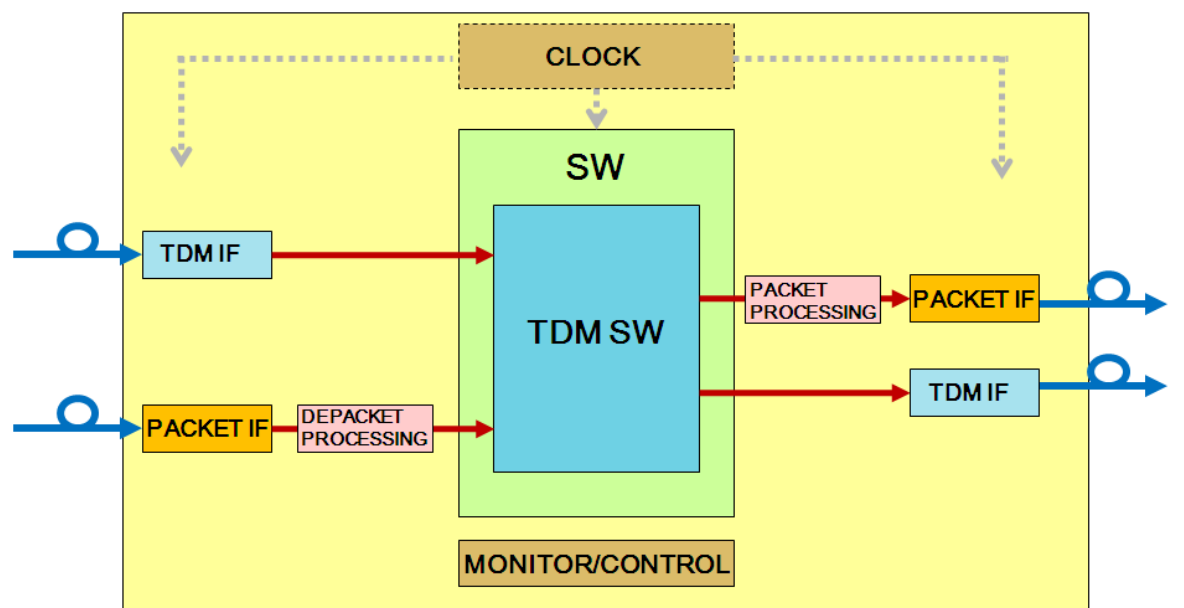 CLOCK
SW
TDM IF
TDM SW
PACKET
PROCESSING
PACKET IF
TDM IF
PACKET IF
DEPACKET
PROCESSING
MONITOR/CONTROL